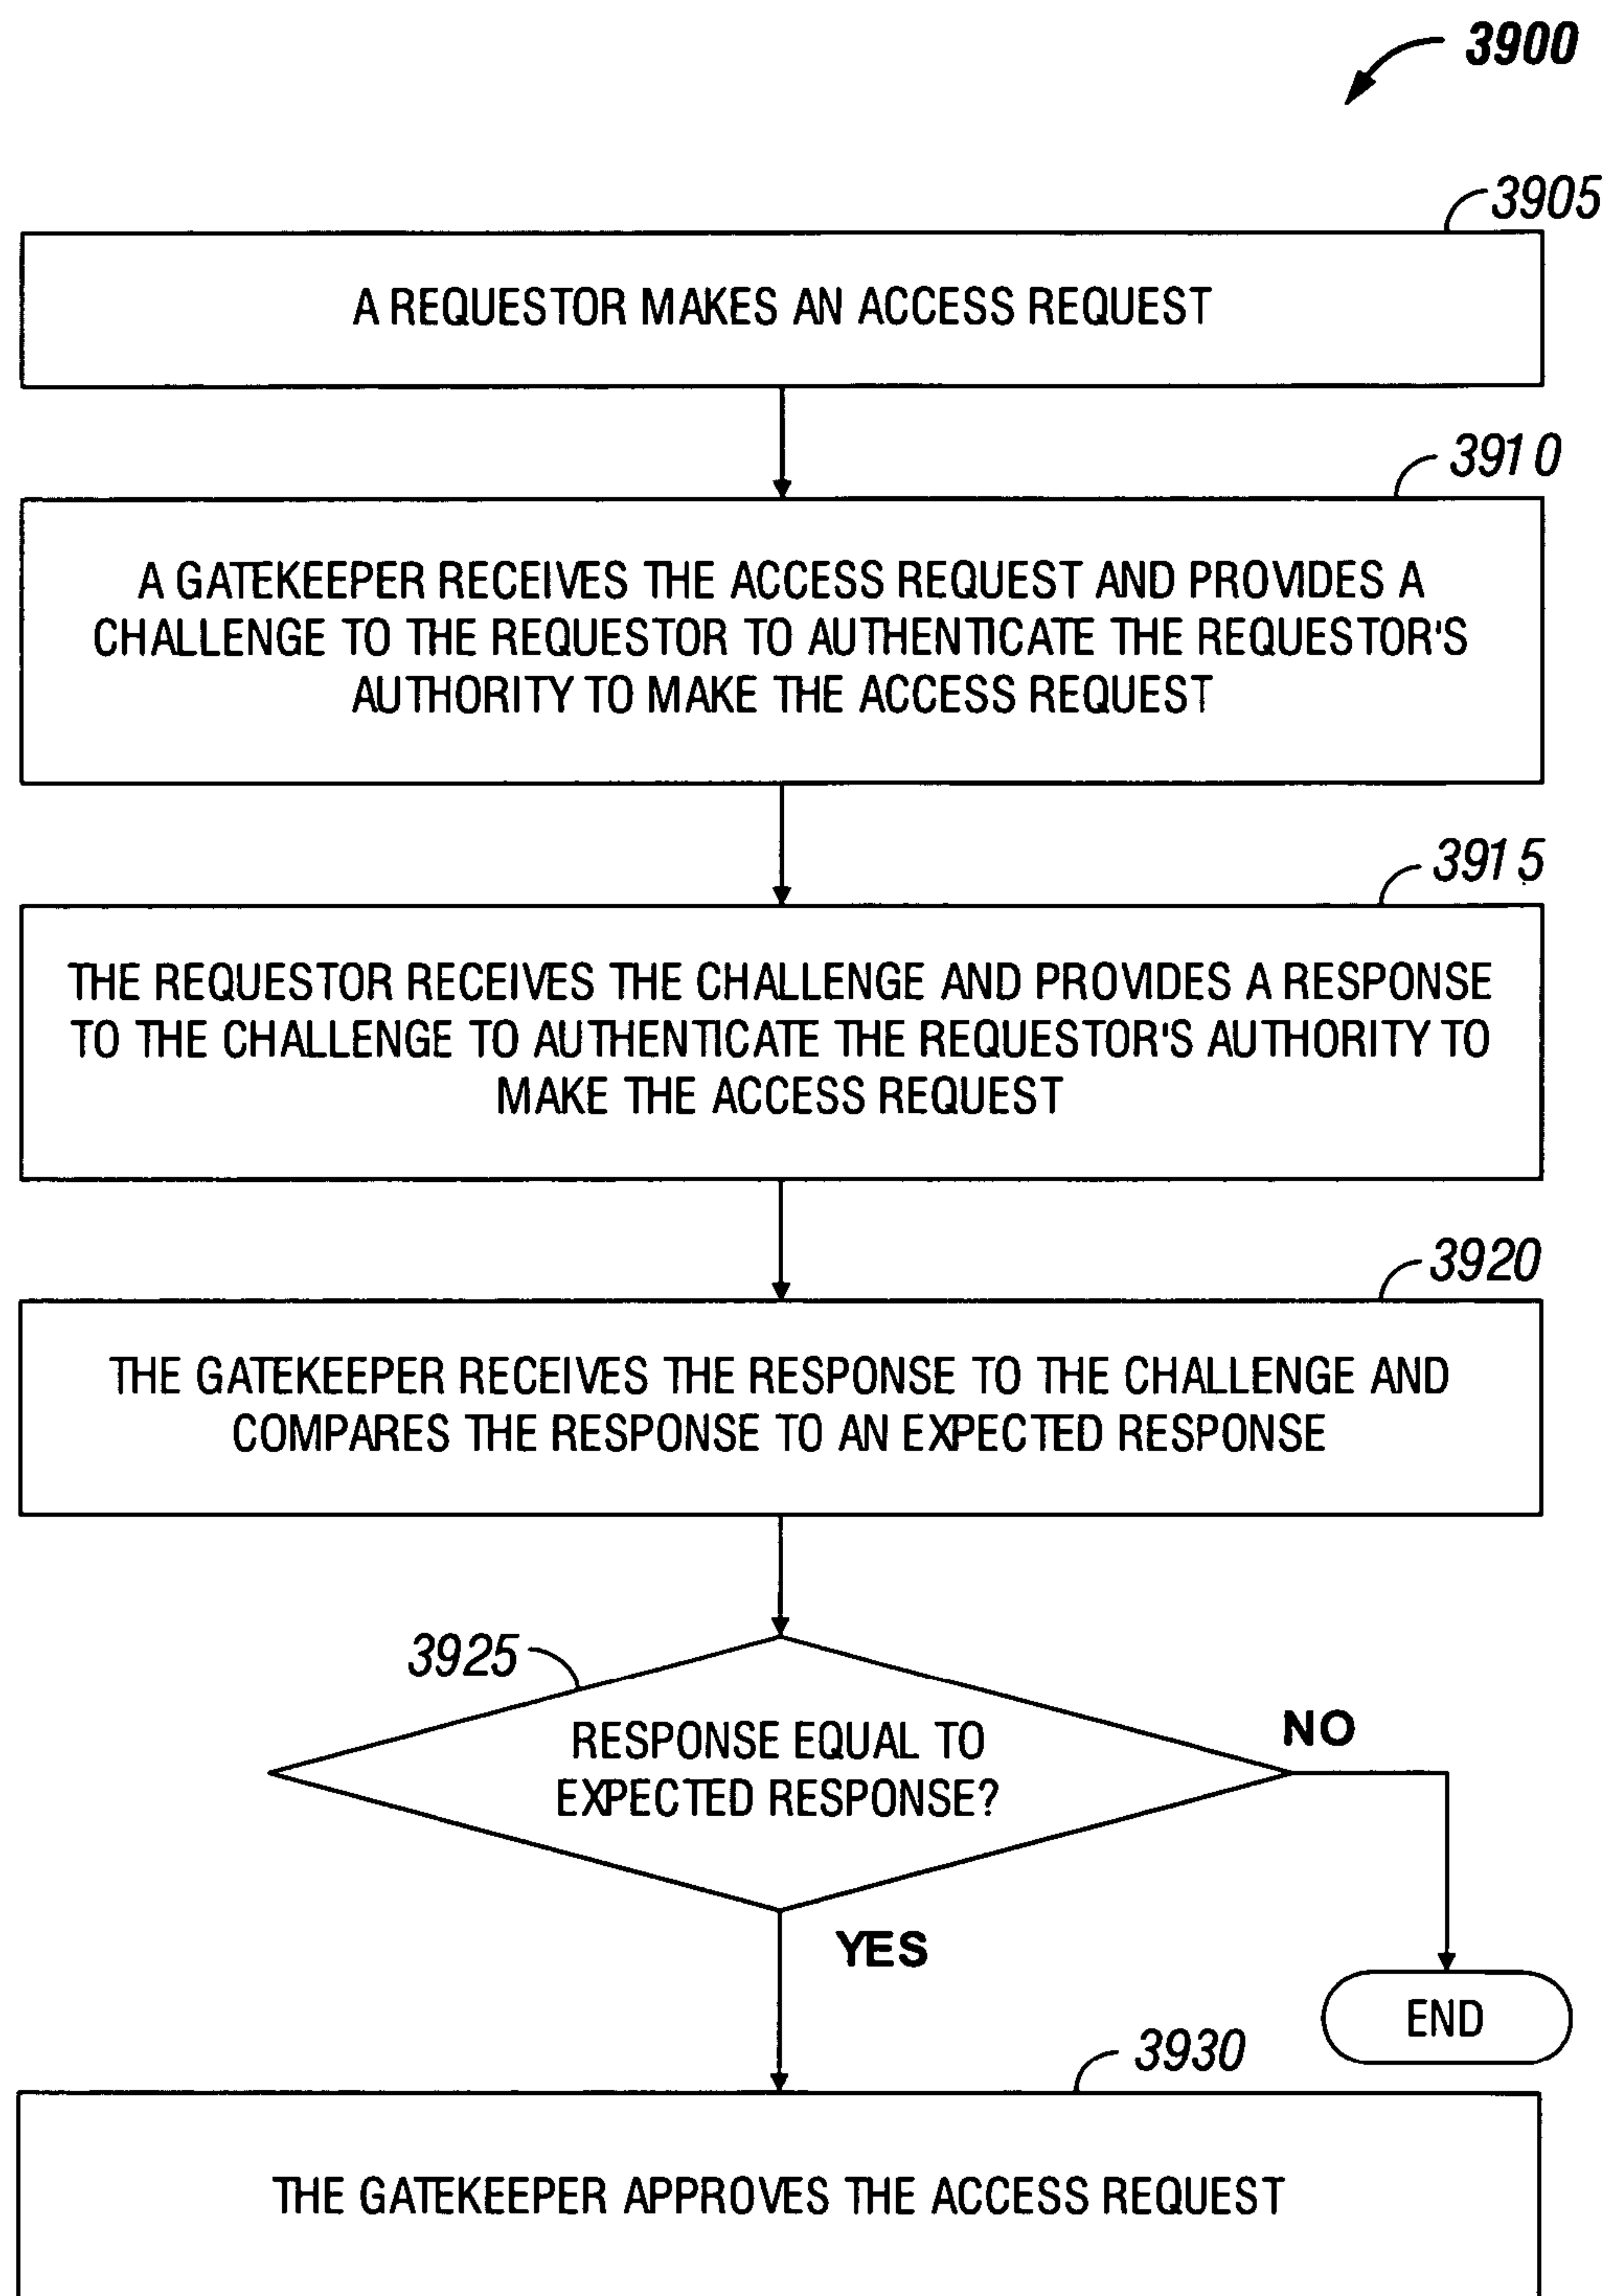 3900
3905
A REQUESTOR MAKES AN ACCESS REQUEST
3910
A GATEKEEPER RECEIVES THE ACCESS REQUEST AND PROVIDES A
CHALLENGE TO THE REQUESTOR TO AUTHENTICATE THE REQUESTOR'S
AUTHORITY TO MAKE THE ACCESS REQUEST
3915
THE REQUESTOR RECEIVES THE CHALLENGE AND PROVIDES A RESPONSE
TO THE CHALLENGE TO AUTHENTICATE THE REQUESTOR'S AUTHORITY TO
MAKE THE ACCESS REQUEST
3920
THE GATEKEEPER RECEIVES THE RESPONSE TO THE CHALLENGE AND
COMPARES THE RESPONSE TO AN EXPECTED RESPONSE
3925
RESPONSE EQUAL TO
EXPECTED RESPONSE?
NO
YES
END
3930
THE GATEKEEPER APPROVES THE ACCESS REQUEST